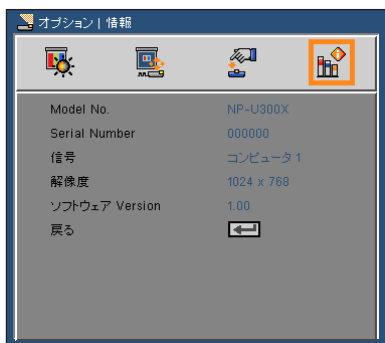 オプション | 情報
Model No. NP-U300X
Serial Number 000000
信号 コンピュータ 1
解像度 1024 x 768
ソフトウェア Version 1.00
戻る